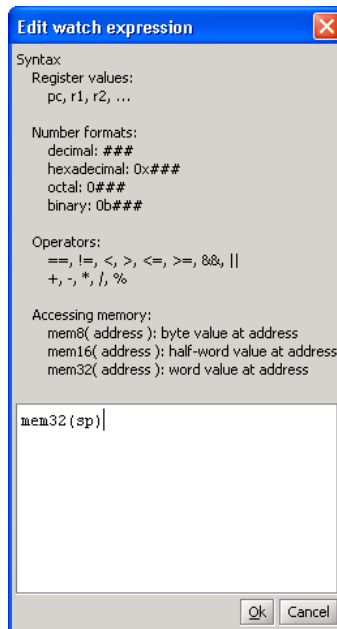 Edit watch expression
Syntax
Register values:
pc, r1, r2, ...
Number formats:
decimal: ###
hexadecimal: 0x###
octal: 0###
binary: 0b###
Operators:
==, !=, <, >, <=, >=, &&, ||
+, -, *, /, %
Accessing memory:
mem8( address ): byte value at address
mem16( address ): half-word value at address
mem32( address ): word value at address
mem32(sp)
Ok Cancel